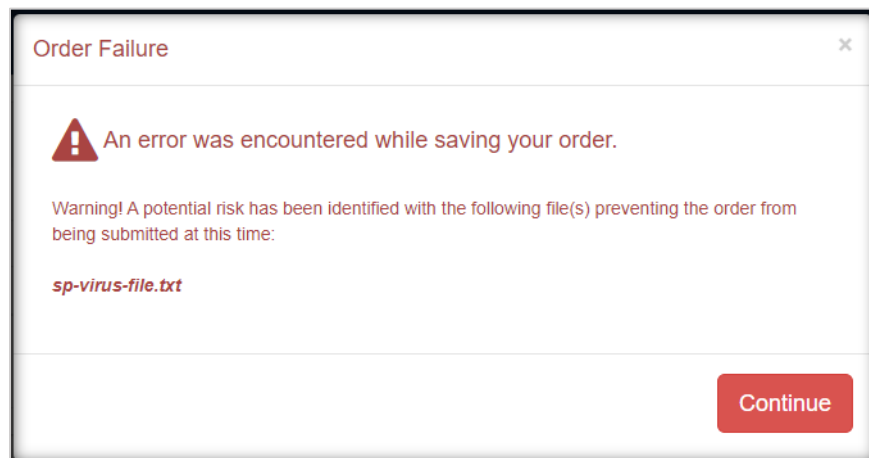 Order Failure ×
An error was encountered while saving your order.
Warning! A potential risk has been identified with the following file(s) preventing the order from
being submitted at this time:
sp-virus-file.txt
Continue